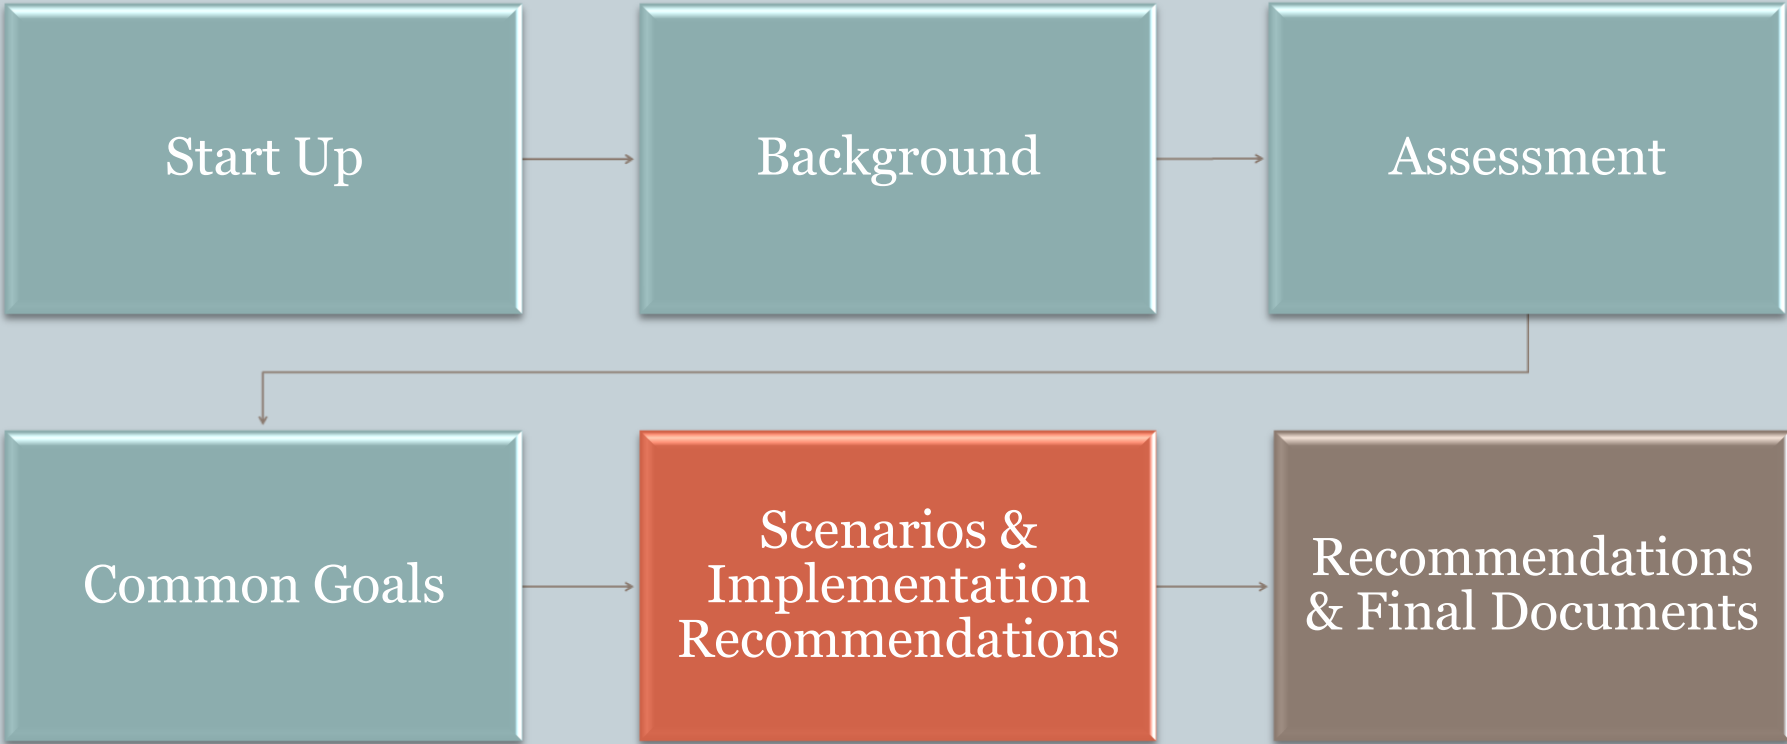 Start Up
Background
Assessment
Common Goals
Scenarios &
Implementation
Recommendations
Recommendations
& Final Documents